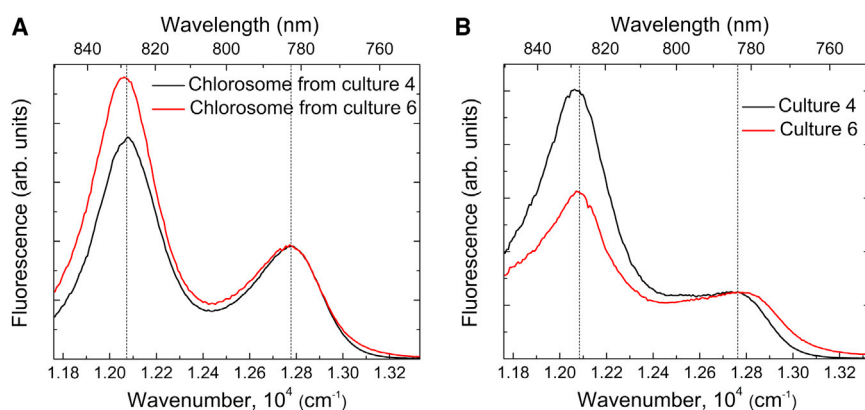 A
Wavelength (nm)
840 820 800 780 760
Chlorosome from culture 4
Chlorosome from culture 6
Fluorescence (arb. units)
1.18 1.20 1.22 1.24 1.26 1.28 1.30 1.32
Wavenumber, 10⁴ (cm⁻¹)
B
Wavelength (nm)
840 820 800 780 760
Culture 4
Culture 6
Fluorescence (arb. units)
1.18 1.20 1.22 1.24 1.26 1.28 1.30 1.32
Wavenumber, 10⁴ (cm⁻¹)